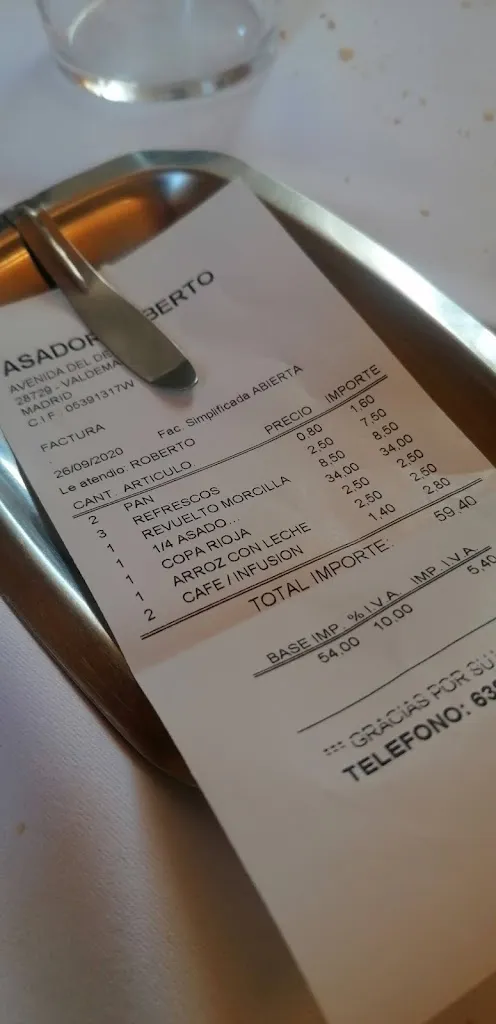 ASADOR BERTO
AVENIDA DEL DE
28729 - VALDEMA
MADRID
C I F 05391317W
FACTURA Fac. Simplificada ABIERTA
26/09/2020
Le atendio: ROBERTO
CANT. ARTICULO PRECIO IMPORTE
2 PAN 0,80 1,60
3 REFRESCOS 2,50 7,50
1 REVUELTO MORCILLA 8,50 8,50
1 1/4 ASADO... 34,00 34,00
1 COPA RIOJA 2,50 2,50
1 ARROZ CON LECHE 2,50 2,50
2 CAFE / INFUSION 1,40 2,80
TOTAL IMPORTE: 59,40
BASE IMP. % I.V.A. IMP. I.V.A.
54,00 10,00 5,40
*** GRACIAS POR SU
TELEFONO: 63